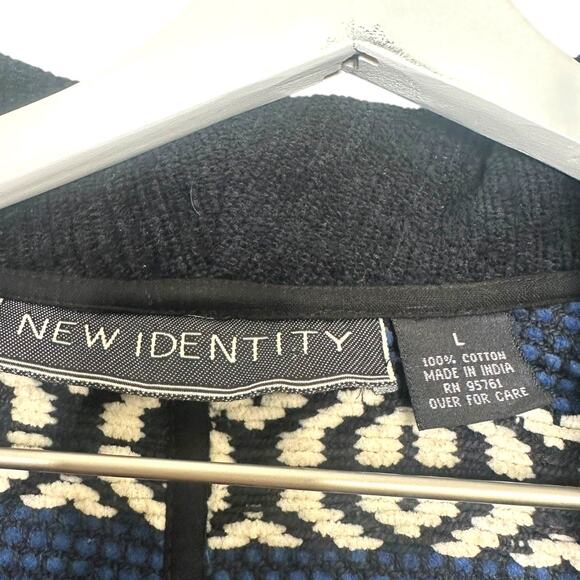 NEW IDENTITY
L
100% COTTON
MADE IN INDIA
RN 95761
OVER FOR CARE